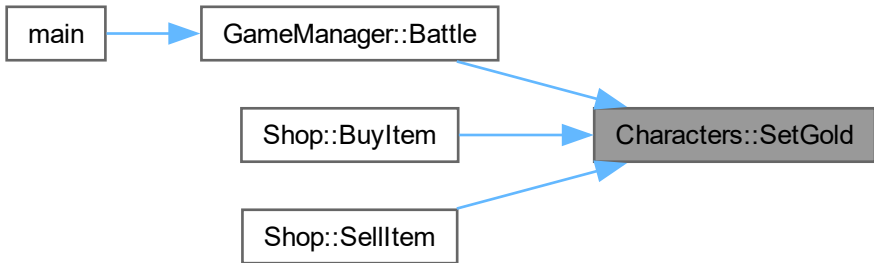 main
GameManager::Battle
Shop::BuyItem
Characters::SetGold
Shop::SellItem